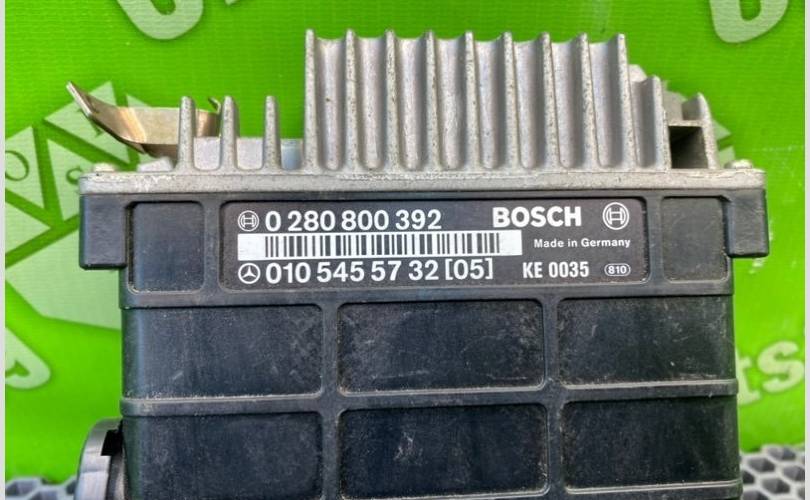 0 280 800 392 BOSCH
Made in Germany
010 545 57 32 [05] KE 0035 810